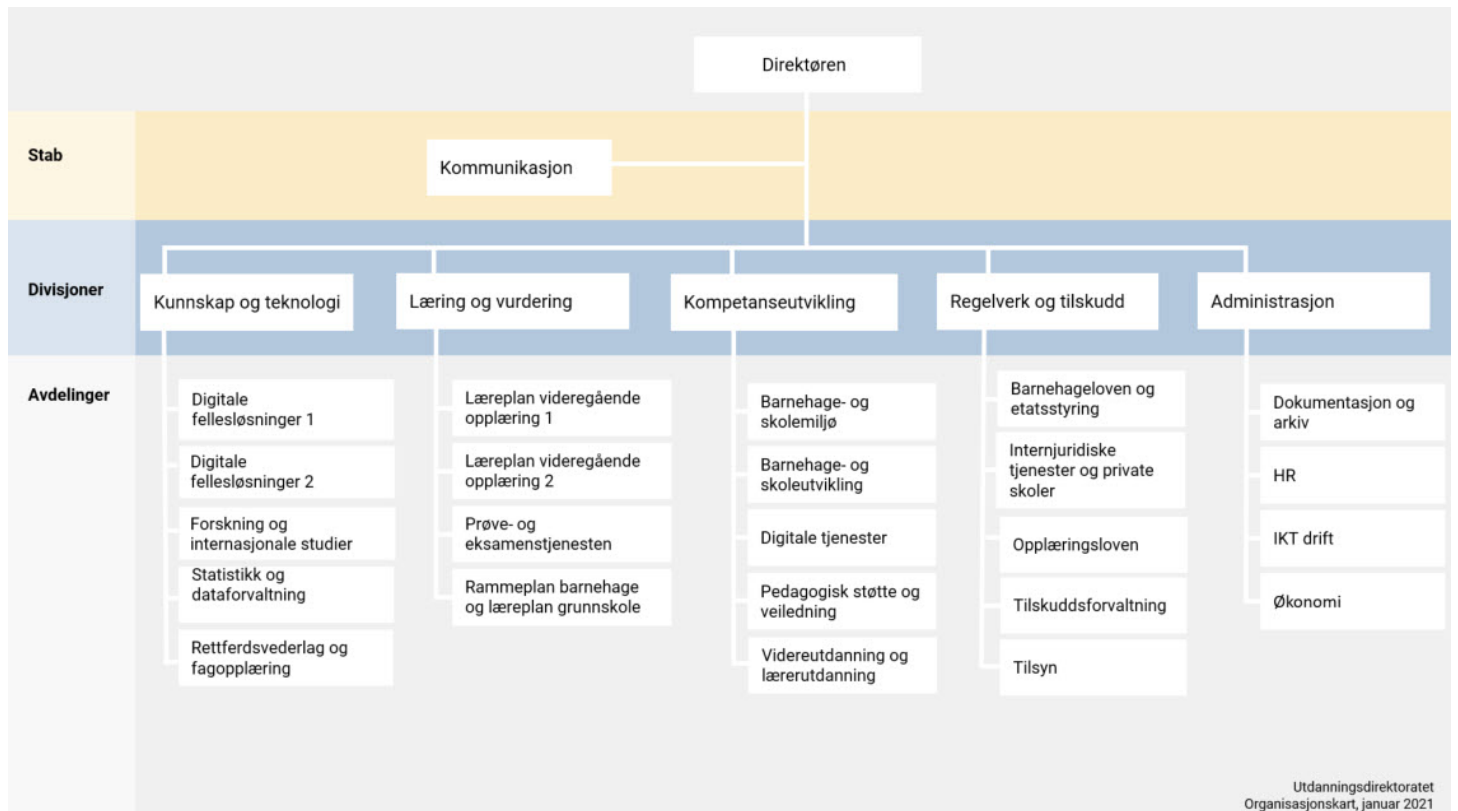 Direktøren
Stab
Kommunikasjon
Divisjoner
Kunnskap og teknologi
Læring og vurdering
Kompetanseutvikling
Regelverk og tilskudd
Administrasjon
Avdelinger
Digitale
fellesløsninger 1
Digitale
fellesløsninger 2
Forskning og
internasjonale studier
Statistikk og
dataforvaltning
Rettferdsvederlag og
fagopplæring
Læreplan videregående
opplæring 1
Læreplan videregående
opplæring 2
Prøve- og
eksamenstjenesten
Rammeplan barnehage
og læreplan grunnskole
Barnehage- og
skolemiljø
Barnehage- og
skoleutvikling
Digitale tjenester
Pedagogisk støtte og
veiledning
Videreutdanning og
lærerutdanning
Barnehageloven og
etatsstyring
Internjuridiske
tjenester og private
skoler
Opplæringsloven
Tilskuddsforvaltning
Tilsyn
Dokumentasjon og
arkiv
HR
IKT drift
Økonomi
Utdanningsdirektoratet
Organisasjonskart, januar 2021